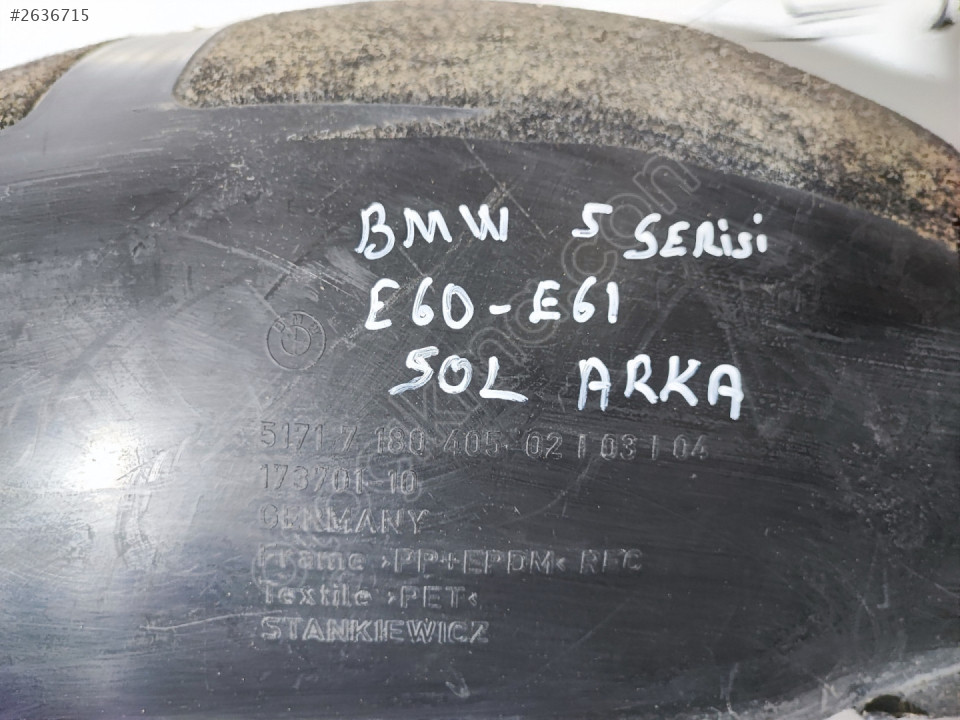 #2636715
BMW 5 SERİSİ
E60-E61
SOL ARKA
5171 7 180 405 02 | 03 | 04
173701 10
GERMANY
Frame >PP+EPDM< REC
Textile >PET<
STANKIEWICZ